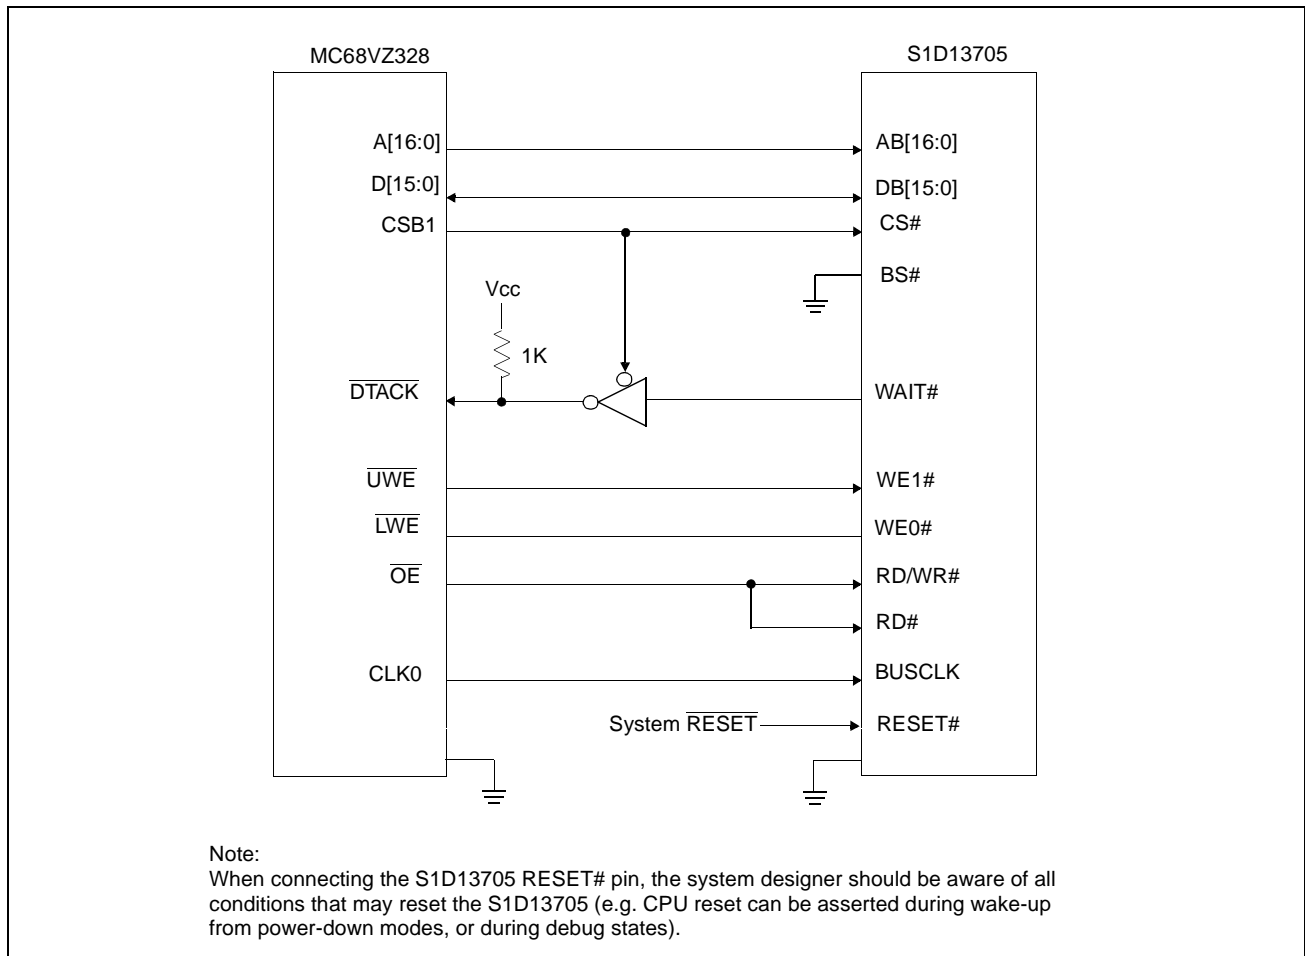 MC68VZ328 S1D13705
A[16:0] AB[16:0]
D[15:0] DB[15:0]
CSB1 CS#
BS#
Vcc
1K
DTACK WAIT#
UWE WE1#
LWE WE0#
OE RD/WR#
RD#
CLK0 BUSCLK
System RESET RESET#
Note:
When connecting the S1D13705 RESET# pin, the system designer should be aware of all
conditions that may reset the S1D13705 (e.g. CPU reset can be asserted during wake-up
from power-down modes, or during debug states).